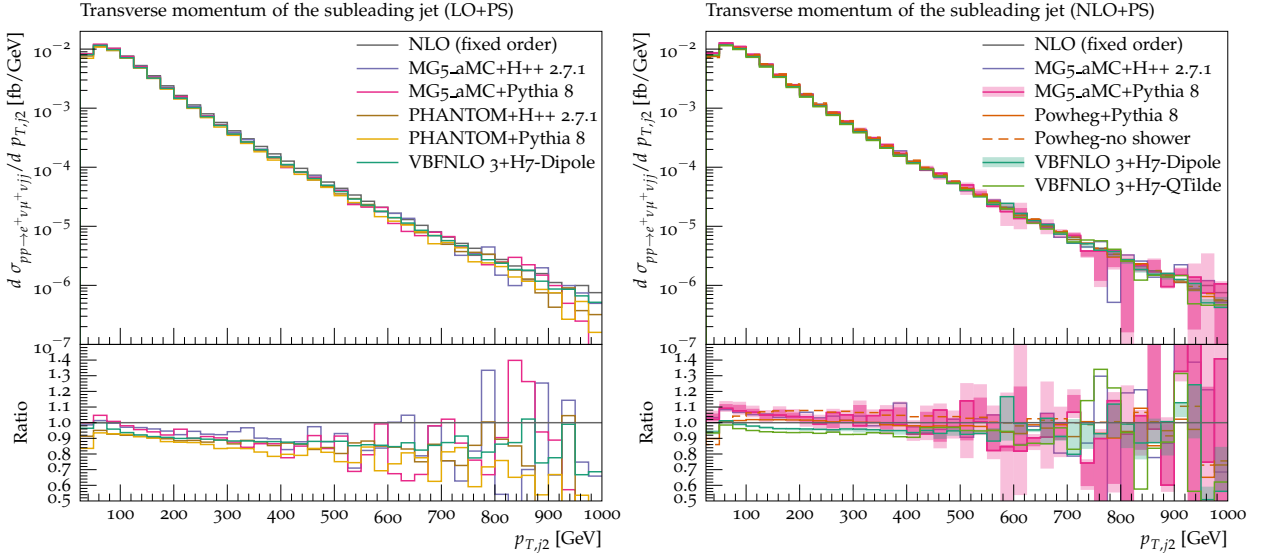 Transverse momentum of the subleading jet (LO+PS)
d σpp→e⁺νμ⁺νjj/d pT,j2 [fb/GeV]
10⁻²
10⁻³
10⁻⁴
10⁻⁵
10⁻⁶
10⁻⁷
NLO (fixed order)
MG5_aMC+H++ 2.7.1
MG5_aMC+Pythia 8
PHANTOM+H++ 2.7.1
PHANTOM+Pythia 8
VBFNLO 3+H7-Dipole
Ratio
1.4
1.3
1.2
1.1
1.0
0.9
0.8
0.7
0.6
0.5
100 200 300 400 500 600 700 800 900 1000
pT,j2 [GeV]
Transverse momentum of the subleading jet (NLO+PS)
d σpp→e⁺νμ⁺νjj/d pT,j2 [fb/GeV]
10⁻²
10⁻³
10⁻⁴
10⁻⁵
10⁻⁶
10⁻⁷
NLO (fixed order)
MG5_aMC+H++ 2.7.1
MG5_aMC+Pythia 8
Powheg+Pythia 8
Powheg-no shower
VBFNLO 3+H7-Dipole
VBFNLO 3+H7-QTilde
Ratio
1.4
1.3
1.2
1.1
1.0
0.9
0.8
0.7
0.6
0.5
100 200 300 400 500 600 700 800 900 1000
pT,j2 [GeV]